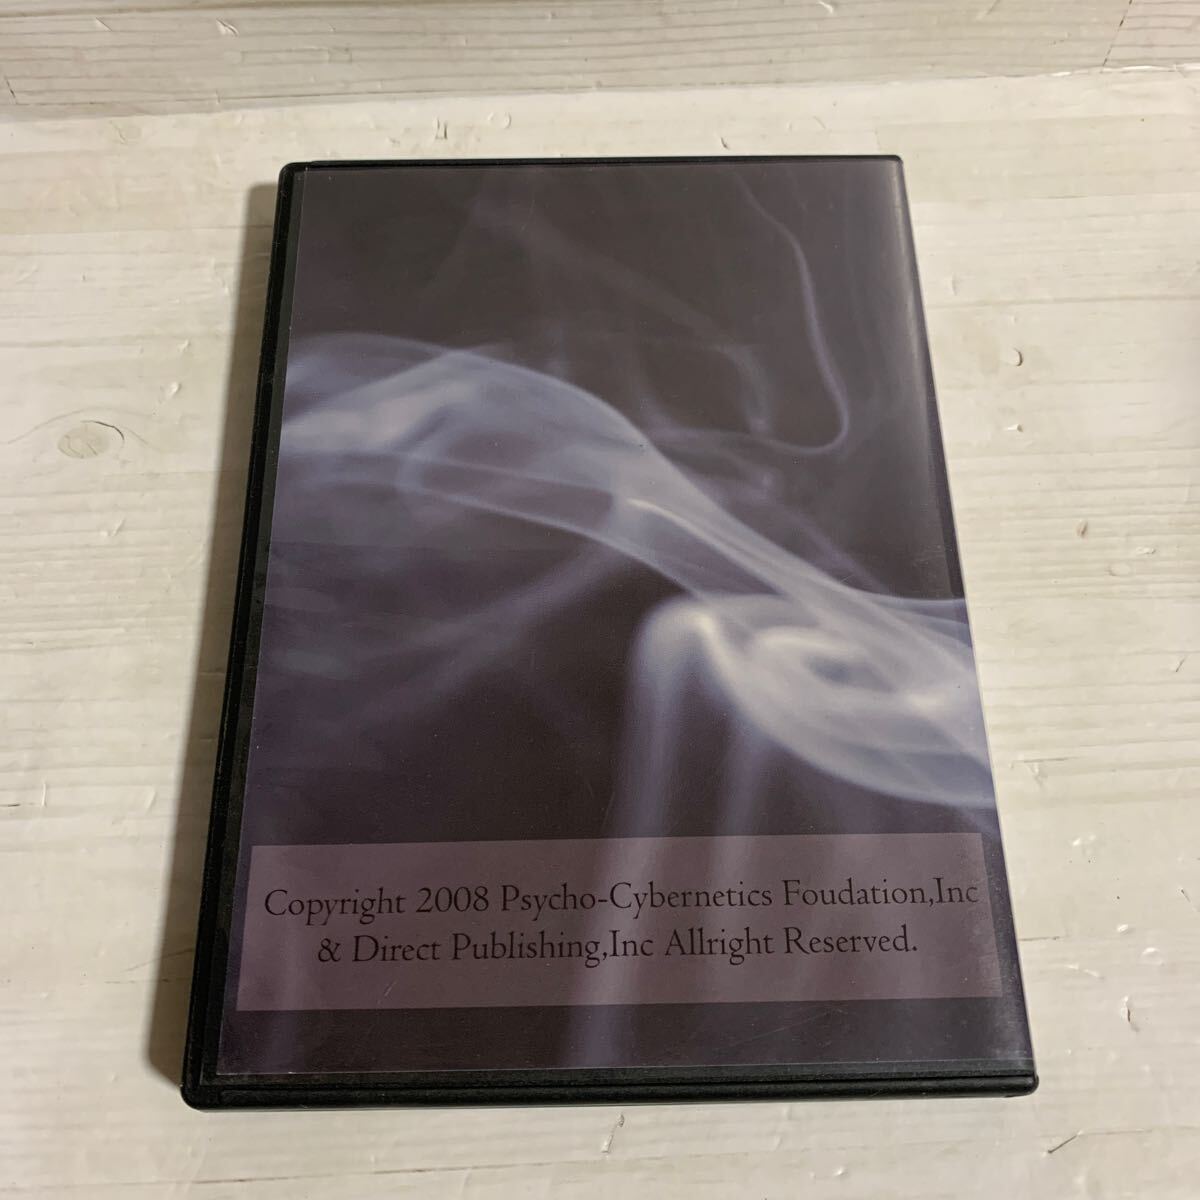 Copyright 2008 Psycho-Cybernetics Foudation,Inc
& Direct Publishing,Inc Allright Reserved.